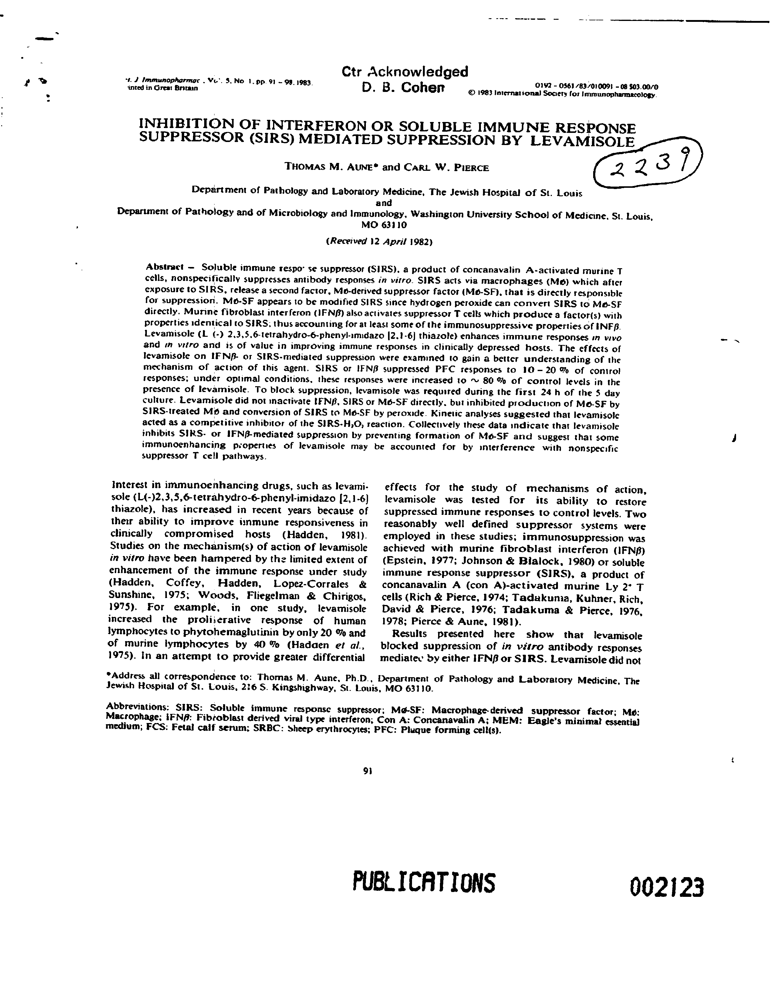 Ctr Acknowledged
D. B. Cohen
J Immunopharmac., Vol. 5, No 1, pp. 91 – 98, 1983.
Printed in Great Britain
0192 - 0561/83/010091 – 08 $03.00/0
© 1983 International Society for Immunopharmacology.
INHIBITION OF INTERFERON OR SOLUBLE IMMUNE RESPONSE
SUPPRESSOR (SIRS) MEDIATED SUPPRESSION BY LEVAMISOLE
2239
THOMAS M. AUNE* and CARL W. PIERCE
Department of Pathology and Laboratory Medicine, The Jewish Hospital of St. Louis
and
Department of Pathology and of Microbiology and Immunology, Washington University School of Medicine, St. Louis,
MO 63110
(Received 12 April 1982)
Abstract — Soluble immune response suppressor (SIRS), a product of concanavalin A-activated murine T
cells, nonspecifically suppresses antibody responses in vitro. SIRS acts via macrophages (Mø) which after
exposure to SIRS, release a second factor, Mø-derived suppressor factor (Mø-SF), that is directly responsible
for suppression. Mø-SF appears to be modified SIRS since hydrogen peroxide can convert SIRS to Mø-SF
directly. Murine fibroblast interferon (IFNβ) also activates suppressor T cells which produce a factor(s) with
properties identical to SIRS, thus accounting for at least some of the immunosuppressive properties of INFβ.
Levamisole (L (-) 2,3,5,6-tetrahydro-6-phenyl-imidazo [2,1-6] thiazole) enhances immune responses in vivo
and in vitro and is of value in improving immune responses in clinically depressed hosts. The effects of
levamisole on IFNβ- or SIRS-mediated suppression were examined to gain a better understanding of the
mechanism of action of this agent. SIRS or IFNβ suppressed PFC responses to 10 – 20 % of control
responses; under optimal conditions, these responses were increased to ~ 80 % of control levels in the
presence of levamisole. To block suppression, levamisole was required during the first 24 h of the 5 day
culture. Levamisole did not inactivate IFNβ, SIRS or Mø-SF directly, but inhibited production of Mø-SF by
SIRS-treated Mø and conversion of SIRS to Mø-SF by peroxide. Kinetic analyses suggested that levamisole
acted as a competitive inhibitor of the SIRS-H₂O₂ reaction. Collectively these data indicate that levamisole
inhibits SIRS- or IFNβ-mediated suppression by preventing formation of Mø-SF and suggest that some
immunoenhancing properties of levamisole may be accounted for by interference with nonspecific
suppressor T cell pathways.
Interest in immunoenhancing drugs, such as levami-
sole (L(-)2,3,5,6-tetrahydro-6-phenyl-imidazo [2,1-6]
thiazole), has increased in recent years because of
their ability to improve immune responsiveness in
clinically compromised hosts (Hadden, 1981).
Studies on the mechanism(s) of action of levamisole
in vitro have been hampered by the limited extent of
enhancement of the immune response under study
(Hadden, Coffey, Hadden, Lopez-Corrales &
Sunshine, 1975; Woods, Fliegelman & Chirigos,
1975). For example, in one study, levamisole
increased the proliferative response of human
lymphocytes to phytohemaglutinin by only 20 % and
of murine lymphocytes by 40 % (Hadden et al.,
1975). In an attempt to provide greater differential
effects for the study of mechanisms of action,
levamisole was tested for its ability to restore
suppressed immune responses to control levels. Two
reasonably well defined suppressor systems were
employed in these studies; immunosuppression was
achieved with murine fibroblast interferon (IFNβ)
(Epstein, 1977; Johnson & Blalock, 1980) or soluble
immune response suppressor (SIRS), a product of
concanavalin A (con A)-activated murine Ly 2⁺ T
cells (Rich & Pierce, 1974; Tadakuma, Kuhner, Rich,
David & Pierce, 1976; Tadakuma & Pierce, 1976,
1978; Pierce & Aune, 1981).
Results presented here show that levamisole
blocked suppression of in vitro antibody responses
mediated by either IFNβ or SIRS. Levamisole did not
*Address all correspondence to: Thomas M. Aune, Ph.D., Department of Pathology and Laboratory Medicine, The
Jewish Hospital of St. Louis, 216 S. Kingshighway, St. Louis, MO 63110.
Abbreviations: SIRS: Soluble immune response suppressor; Mø-SF: Macrophage-derived suppressor factor; Mø:
Macrophage; IFNβ: Fibroblast derived viral type interferon; Con A: Concanavalin A; MEM: Eagle's minimal essential
medium; FCS: Fetal calf serum; SRBC: Sheep erythrocytes; PFC: Plaque forming cell(s).
91
PUBLICATIONS
002123